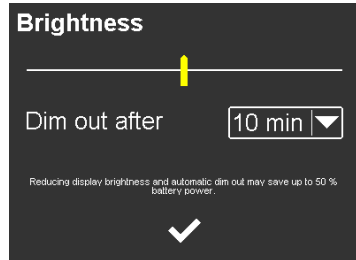 Brightness
Dim out after
10 min
Reducing display brightness and automatic dim out may save up to 50 %
battery power.